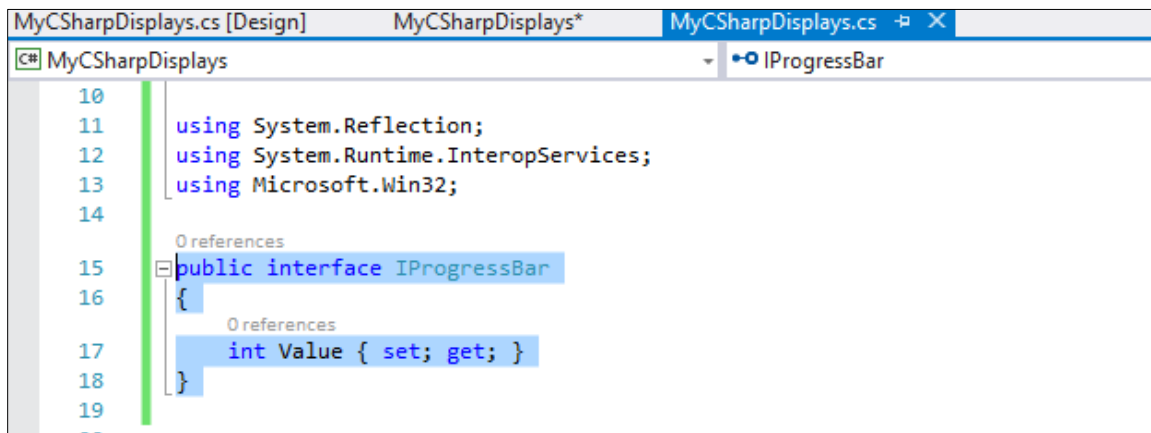 MyCSharpDisplays.cs [Design] MyCSharpDisplays* MyCSharpDisplays.cs
C# MyCSharpDisplays IProgressBar
10
11 using System.Reflection;
12 using System.Runtime.InteropServices;
13 using Microsoft.Win32;
14
0 references
15 public interface IProgressBar
16 {
0 references
17 int Value { set; get; }
18 }
19